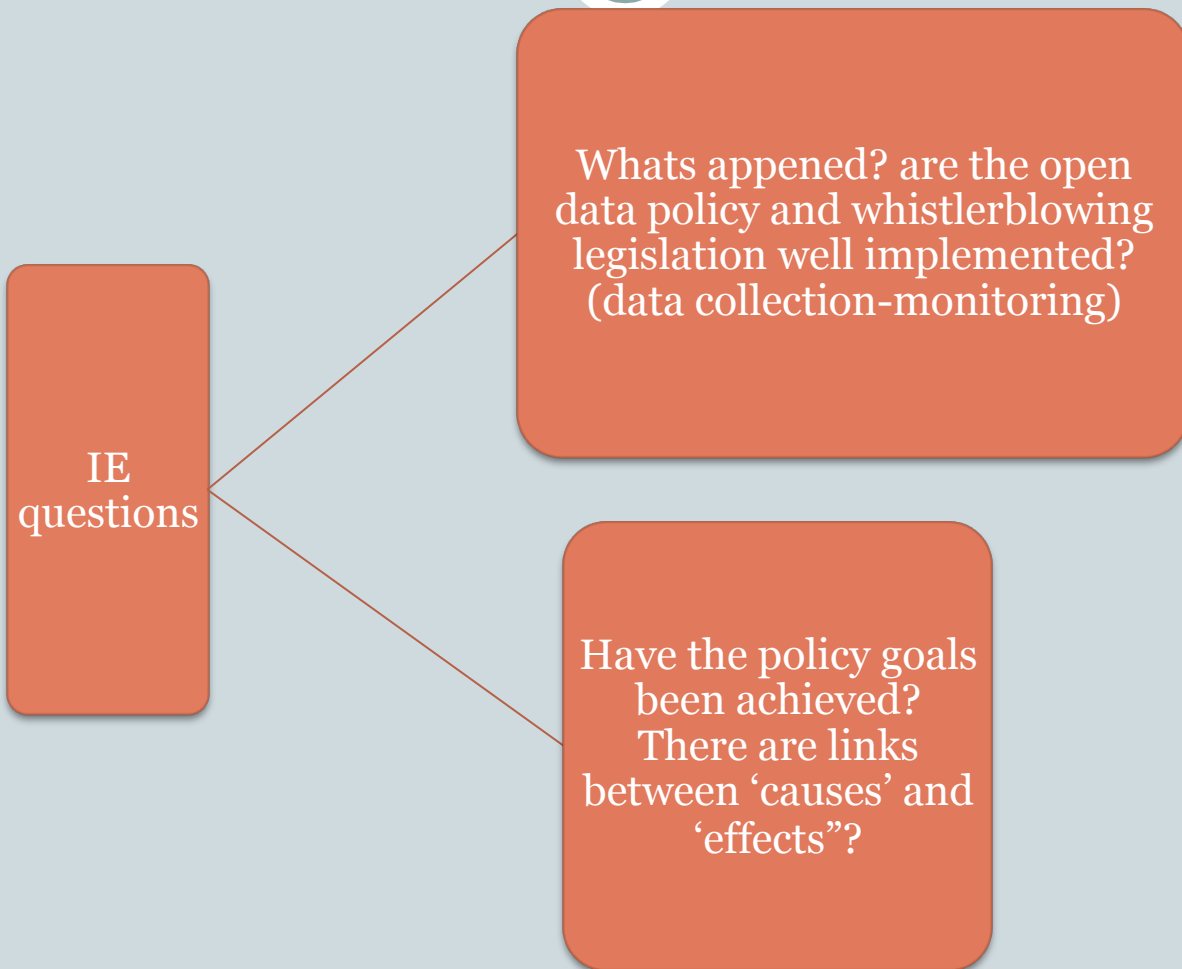 IE
questions
Whats appened? are the open
data policy and whistlerblowing
legislation well implemented?
(data collection-monitoring)
Have the policy goals
been achieved?
There are links
between ‘causes’ and
‘effects”?